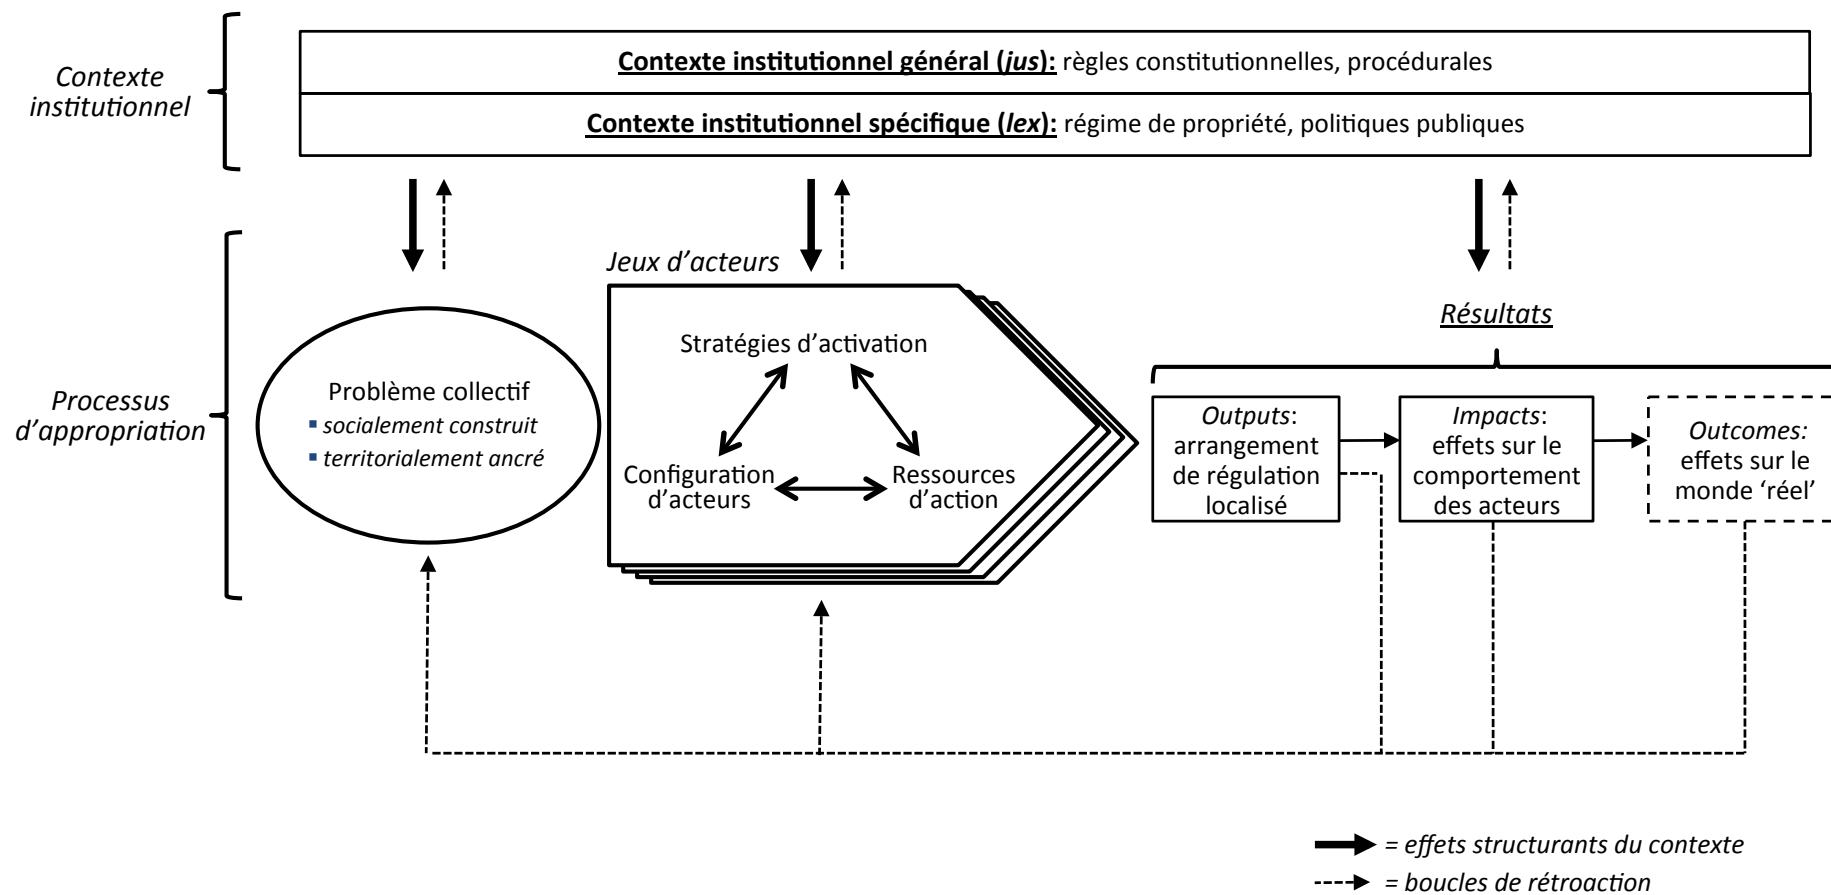 Contexte
institutionnel
Contexte institutionnel général (jus): règles constitutionnelles, procédurales
Contexte institutionnel spécifique (lex): régime de propriété, politiques publiques
Processus
d’appropriation
Problème collectif
▪ socialement construit
▪ territorialement ancré
Jeux d’acteurs
Stratégies d’activation
Configuration
d’acteurs
Ressources
d’action
Résultats
Outputs:
arrangement
de régulation
localisé
Impacts:
effets sur le
comportement
des acteurs
Outcomes:
effets sur le
monde ‘réel’
= effets structurants du contexte
= boucles de rétroaction